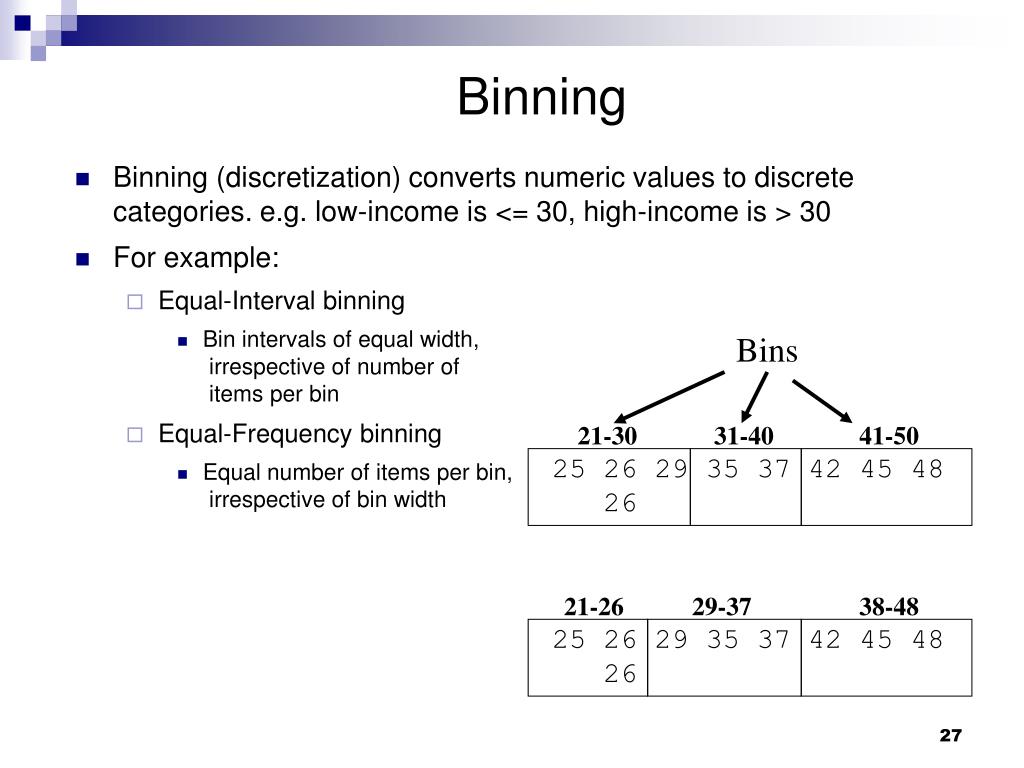 Binning
Binning (discretization) converts numeric values to discrete
categories. e.g. low-income is <= 30, high-income is > 30
For example:
Equal-Interval binning
Bin intervals of equal width,
irrespective of number of
items per bin
Equal-Frequency binning
Equal number of items per bin,
irrespective of bin width
Bins
21-30 31-40 41-50
25 26 29 35 37 42 45 48
26
21-26 29-37 38-48
25 26 29 35 37 42 45 48
26
27